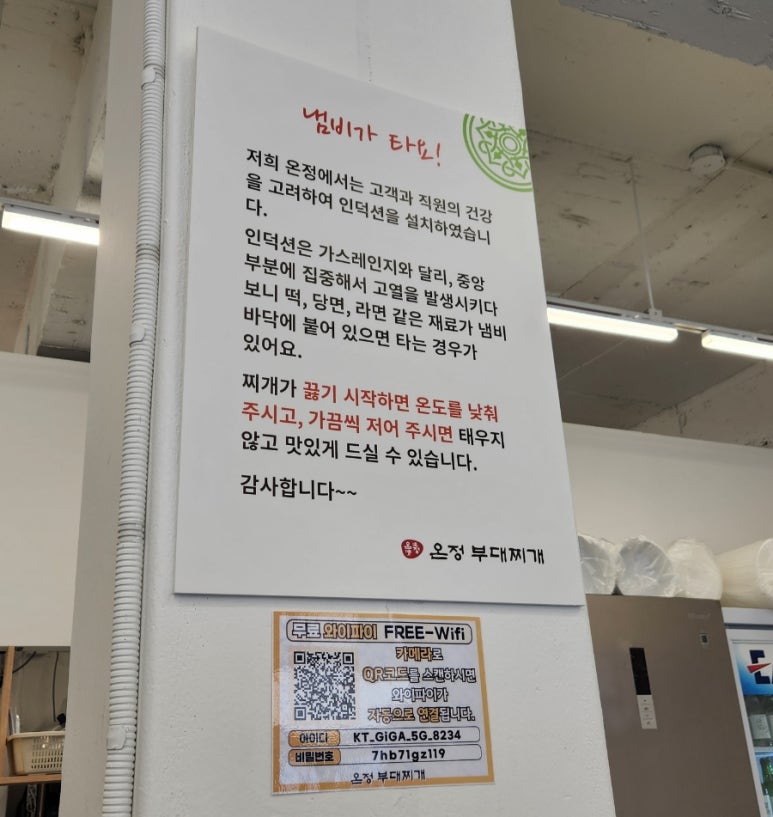 냄비가 타요!
저희 온정에서는 고객과 직원의 건강
을 고려하여 인덕션을 설치하였습니
다.
인덕션은 가스레인지와 달리, 중앙
부분에 집중해서 고열을 발생시키다
보니 떡, 당면, 라면 같은 재료가 냄비
바닥에 붙어 있으면 타는 경우가
있어요.
찌개가 끓기 시작하면 온도를 낮춰
주시고, 가끔씩 저어 주시면 태우지
않고 맛있게 드실 수 있습니다.
감사합니다~~
온정 부대찌개
무료 와이파이 FREE-Wifi
카메라로
QR코드를 스캔하시면
와이파이가
자동으로 연결됩니다.
아이디 KT_GiGA_5G_8234
비밀번호 7hb71gz119
온정 부대찌개